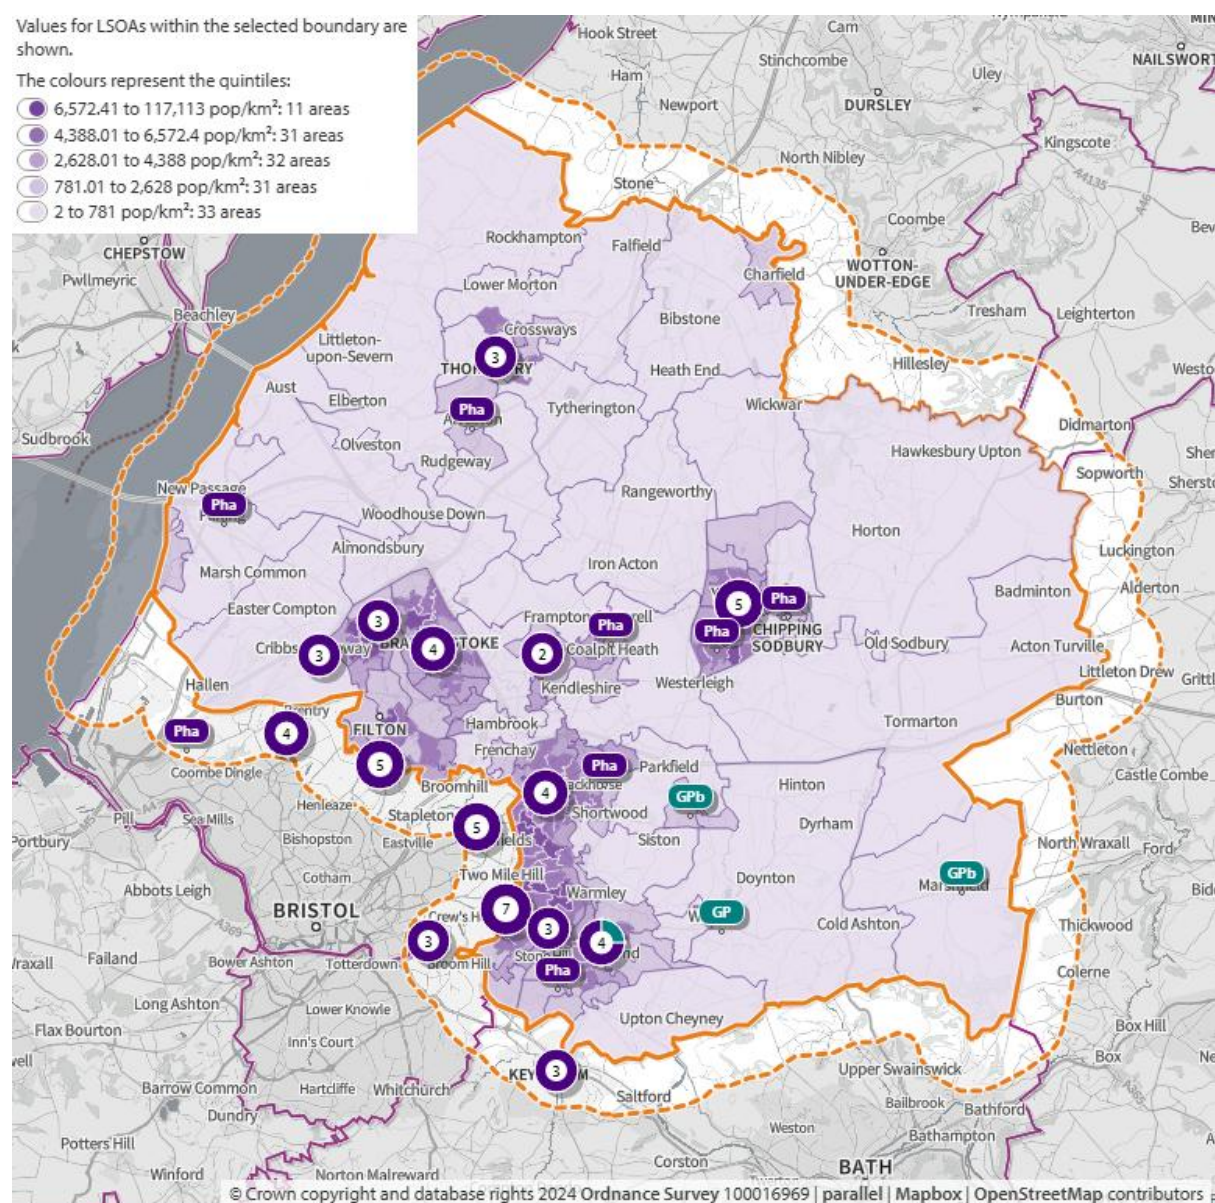 Values for LSOAs within the selected boundary are
shown.
The colours represent the quintiles:
6,572.41 to 117,113 pop/km²: 11 areas
4,388.01 to 6,572.4 pop/km²: 31 areas
2,628.01 to 4,388 pop/km²: 32 areas
781.01 to 2,628 pop/km²: 31 areas
2 to 781 pop/km²: 33 areas
Hook Street
Cam
Stinchcombe
NAILSWORT
Ham
Uley
Newport
DURSLEY
Kingscote
North Nibley
A4135
A46
Stone
Coombe
Bev
Rockhampton
Falfield
CHEPSTOW
WOTTON-
UNDER-EDGE
Charfield
Pwllmeyric
Lower Morton
Beachley
Tresham
Leighterton
Bibstone
Crossways
Littleton-
upon-Severn
3
Hillesley
Westo
Heath End
Aust
Elberton
Pha
Tytherington
Wickwar
Didmarton
Sudbrook
Olveston
Hawkesbury Upton
Rudgeway
Sopworth
New Passage
Rangeworthy
Sherst
Pha
Woodhouse Down
Horton
Almondsbury
Luckington
Iron Acton
Marsh Common
Badminton
Alderton
Easter Compton
3
Frampton
Pha
5
Pha
Pha
CHIPPING
SODBURY
4
3
2
Coalpit Heath
Old Sodbury
Acton Turville
Littleton Drew
Hallen
Kendleshire
Westerleigh
Grittl
Burton
Tormarton
Hambrook
FILTON
Pha
4
Frenchay
Nettleton
5
Pha
Parkfield
Coombe Dingle
Castle Combe
Broomhill
Hinton
4
GPb
Henleaze
Pill
Sea Mills
Stapleton
Shortwood
Dyrham
Portbury
Bishopston
Eastville
5
Siston
North Wraxall
Ford
Cotham
Two Mile Hill
Doynton
GPb
Abbots Leigh
Warmley
BRISTOL
7
GP
Cold Ashton
Thickwood
A369
3
3
4
Failand
Bower Ashton
Totterdown
Broom Hill
Pha
Colerne
Long Ashton
Lower Knowle
Upton Cheyney
Flax Bourton
Box Hill
Inn's Court
Box
3
Upper Swainswick
Barrow Common
Hartcliffe
Whitchurch
Saltford
Dundry
Bailbrook
Bathford
Potters Hill
Weston
Bathampton
Corston
BATH
Winford
Norton Malreward
© Crown copyright and database rights 2024 Ordnance Survey 100016969 | parallel | Mapbox | OpenStreetMap contributors